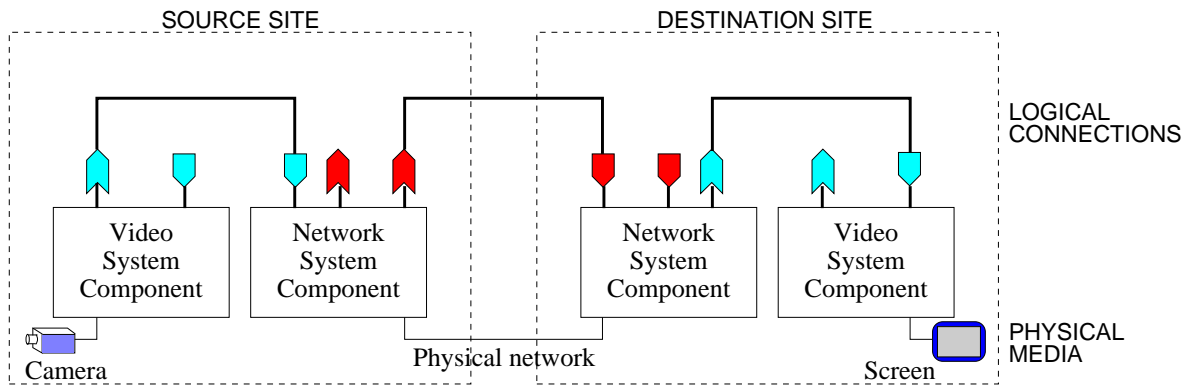 SOURCE SITE
DESTINATION SITE
LOGICAL
CONNECTIONS
Video
System
Component
Network
System
Component
Network
System
Component
Video
System
Component
Camera
Physical network
Screen
PHYSICAL
MEDIA